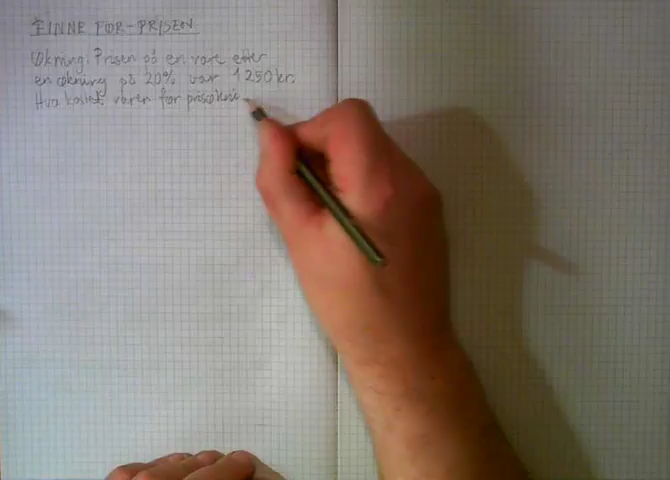 FINNE FØR-PRISEN
Økning: Prisen på en vare etter
en økning på 20% var 1250 kr.
Hva kostet varen før prisøkni